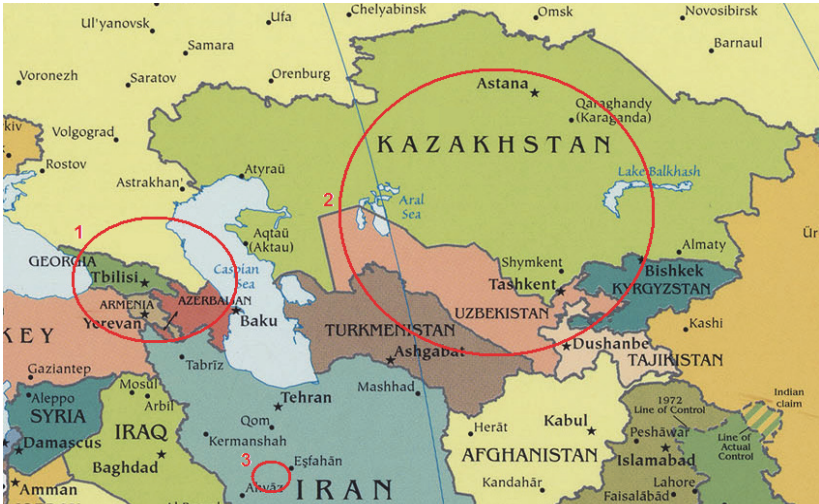 Chelyabinsk
Omsk
Novosibirsk
Ul'yanovsk
Ufa
Samara
Barnaul
Voronezh
Saratov
Orenburg
Astana
Qaraghandy
(Karaganda)
Volgograd
KAZAKHSTAN
Rostov
Atyraū
Astrakhan'
Lake Balkhash
2
Aral
Sea
1
Aqtaū
(Aktau)
GEORGIA
Tbilisi
Caspian
Sea
Shymkent
Almaty
Bishkek
Tashkent
KYRGYZSTAN
ARMENIA
AZERBAIJAN
Yerevan
Baku
UZBEKISTAN
TURKMENISTAN
Kashi
KEY
Ashgabat
Dushanbe
TAJIKISTAN
Gaziantep
Tabrīz
Mosul
Mashhad
Aleppo
Arbīl
Tehran
Indian
claim
1972
Line of Control
SYRIA
Qom
Herāt
Kabul
Peshāwar
Line of
Actual
Control
IRAQ
Kermanshah
Damascus
Baghdad
3
Eşfahān
AFGHANISTAN
Islamabad
Amman
Ahvāz
IRAN
Kandahār
Lahore
Faisalābād